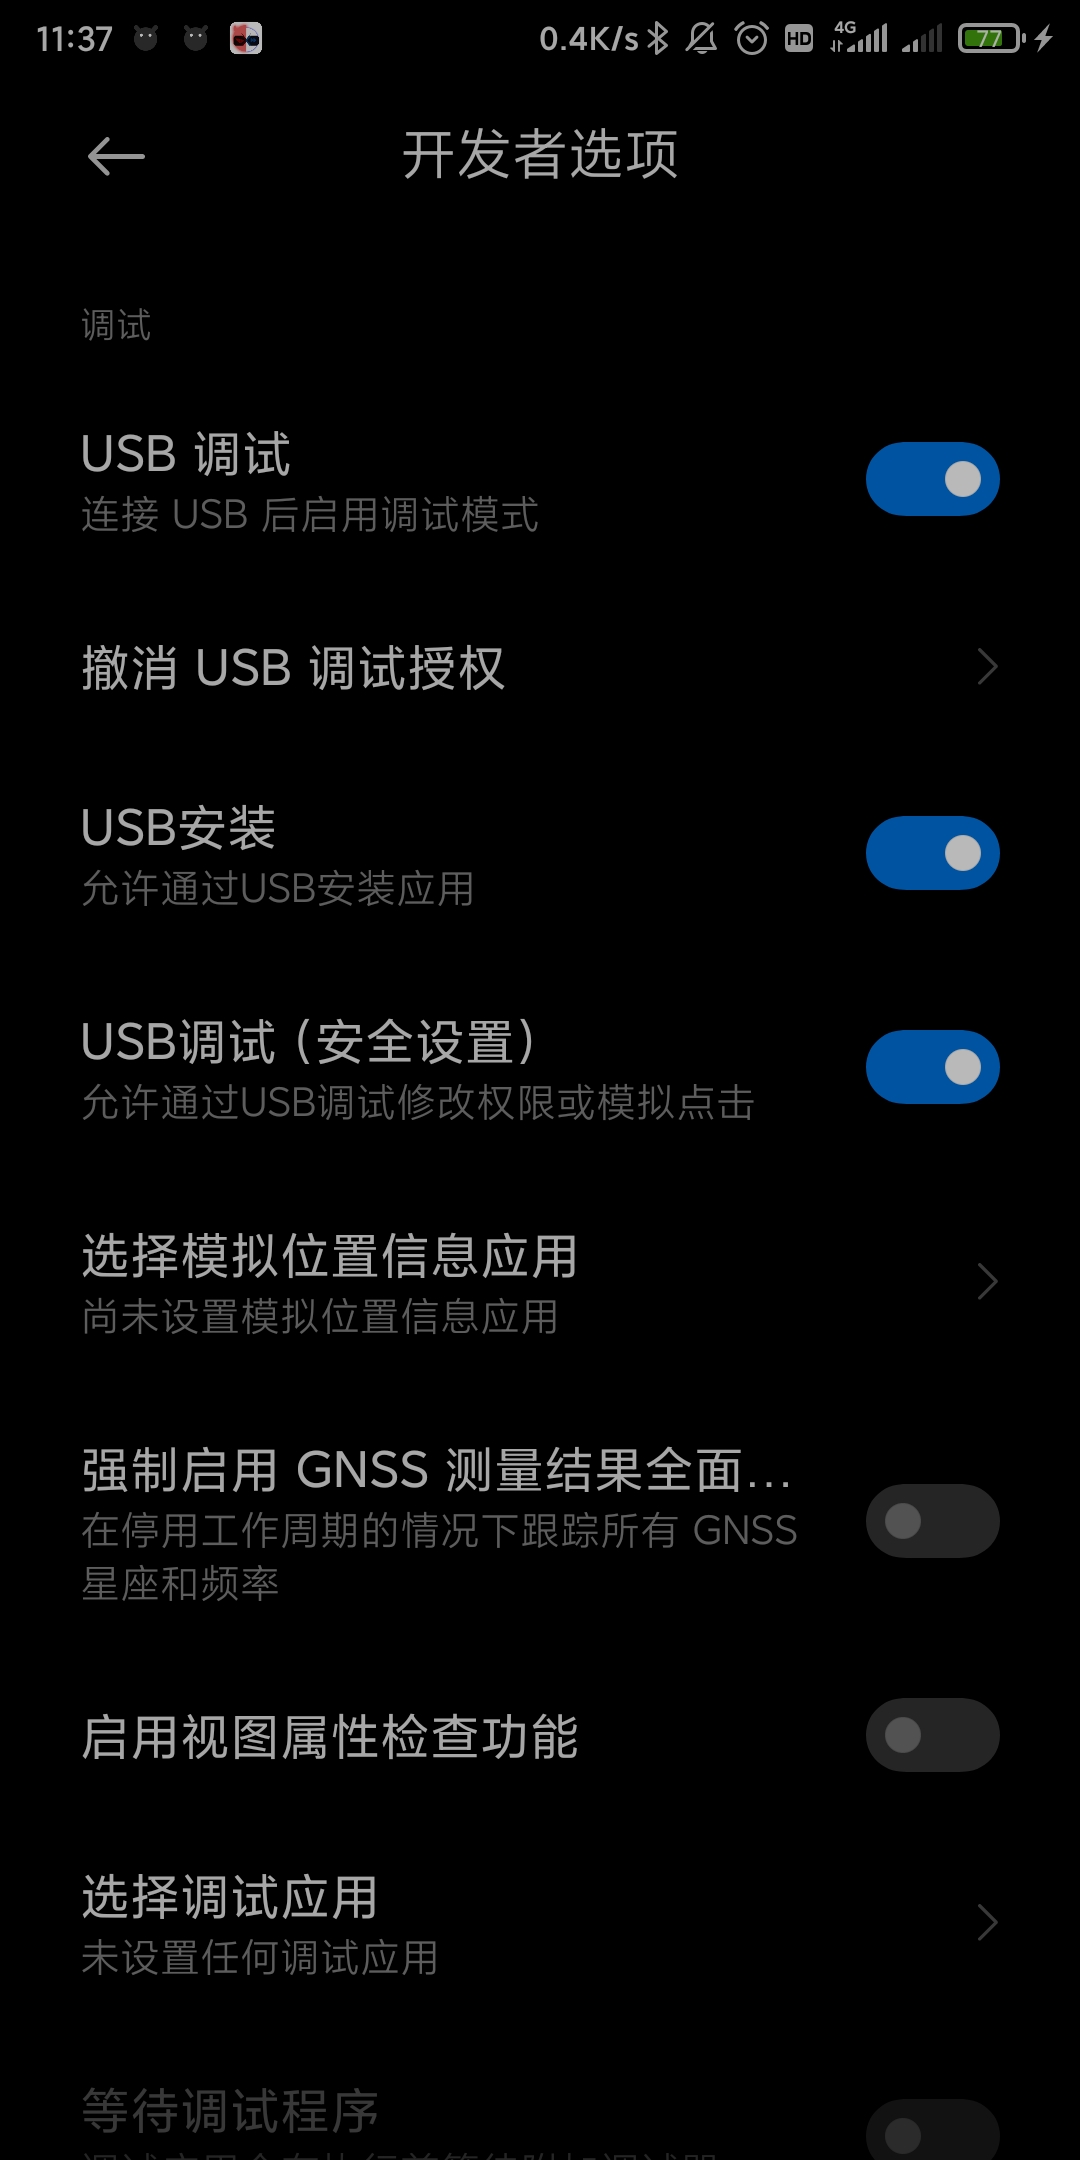 11:37 0.4K/s HD 4G 77
开发者选项
调试
USB 调试
连接 USB 后启用调试模式
撤消 USB 调试授权
USB安装
允许通过USB安装应用
USB调试（安全设置）
允许通过USB调试修改权限或模拟点击
选择模拟位置信息应用
尚未设置模拟位置信息应用
强制启用 GNSS 测量结果全面...
在停用工作周期的情况下跟踪所有 GNSS
星座和频率
启用视图属性检查功能
选择调试应用
未设置任何调试应用
等待调试程序